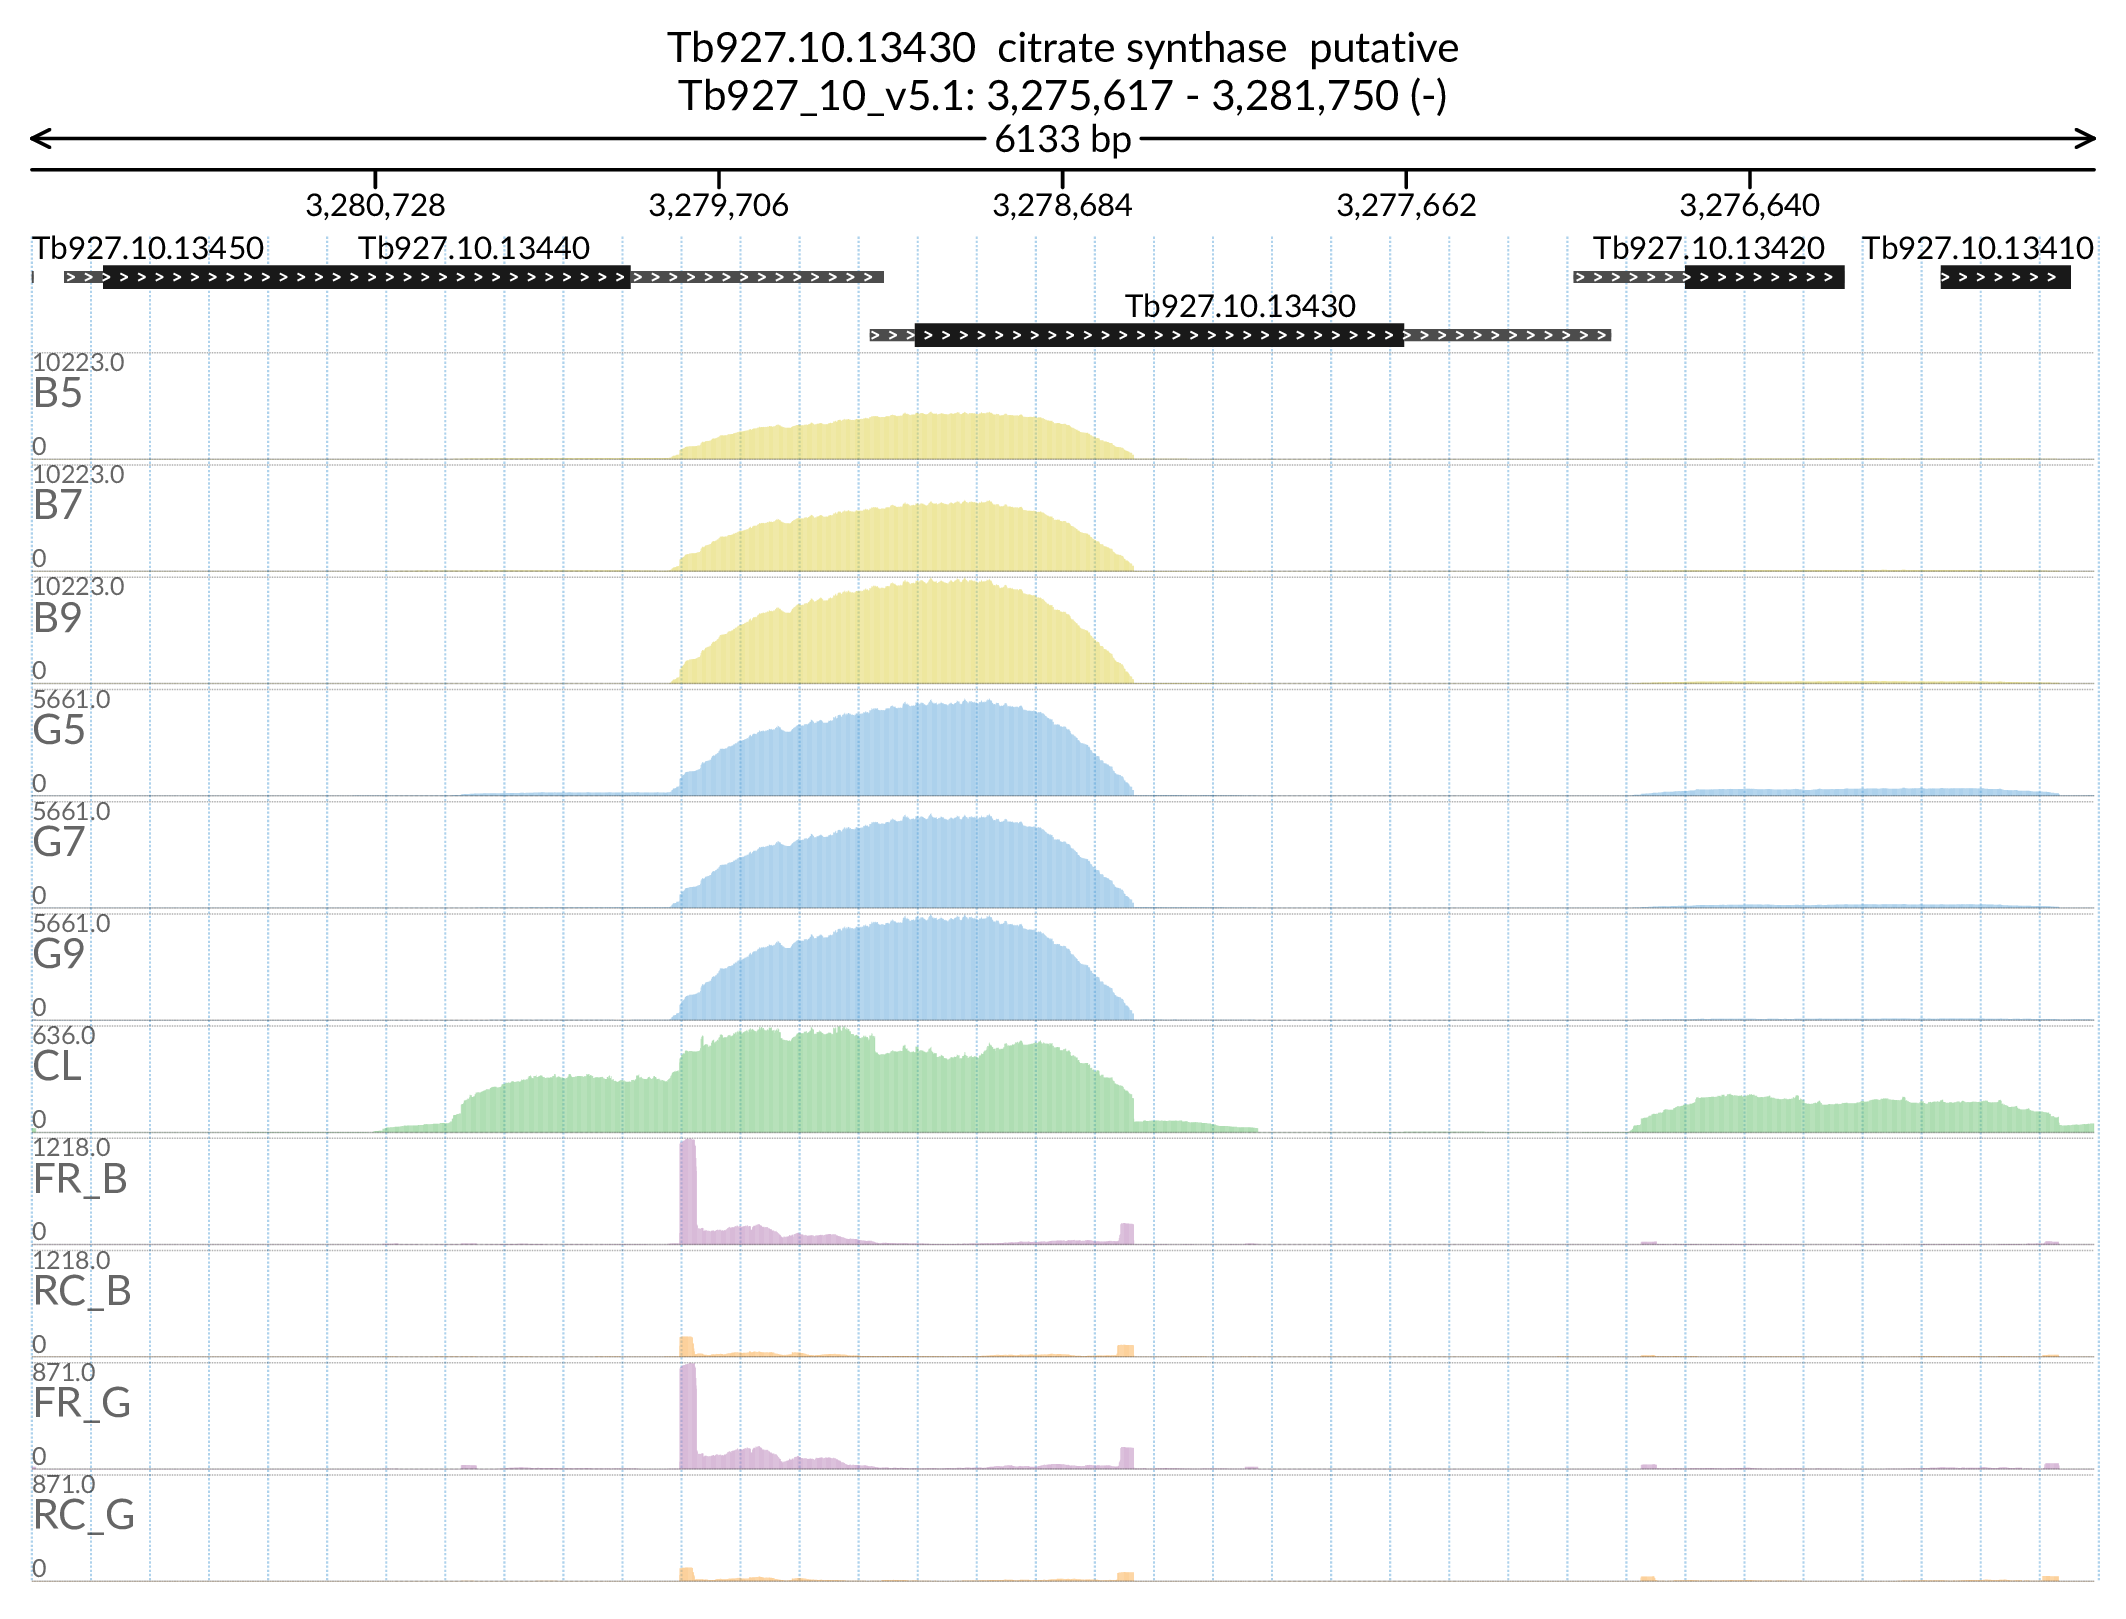 Tb927.10.13430  citrate synthase  putative
Tb927_10_v5.1: 3,275,617 - 3,281,750 (-)
6133 bp
3,280,728 3,279,706 3,278,684 3,277,662 3,276,640
Tb927.10.13450 Tb927.10.13440 Tb927.10.13420 Tb927.10.13410
Tb927.10.13430
10223.0
B5
0
10223.0
B7
0
10223.0
B9
0
5661.0
G5
0
5661.0
G7
0
5661.0
G9
0
636.0
CL
0
1218.0
FR_B
0
1218.0
RC_B
0
871.0
FR_G
0
871.0
RC_G
0